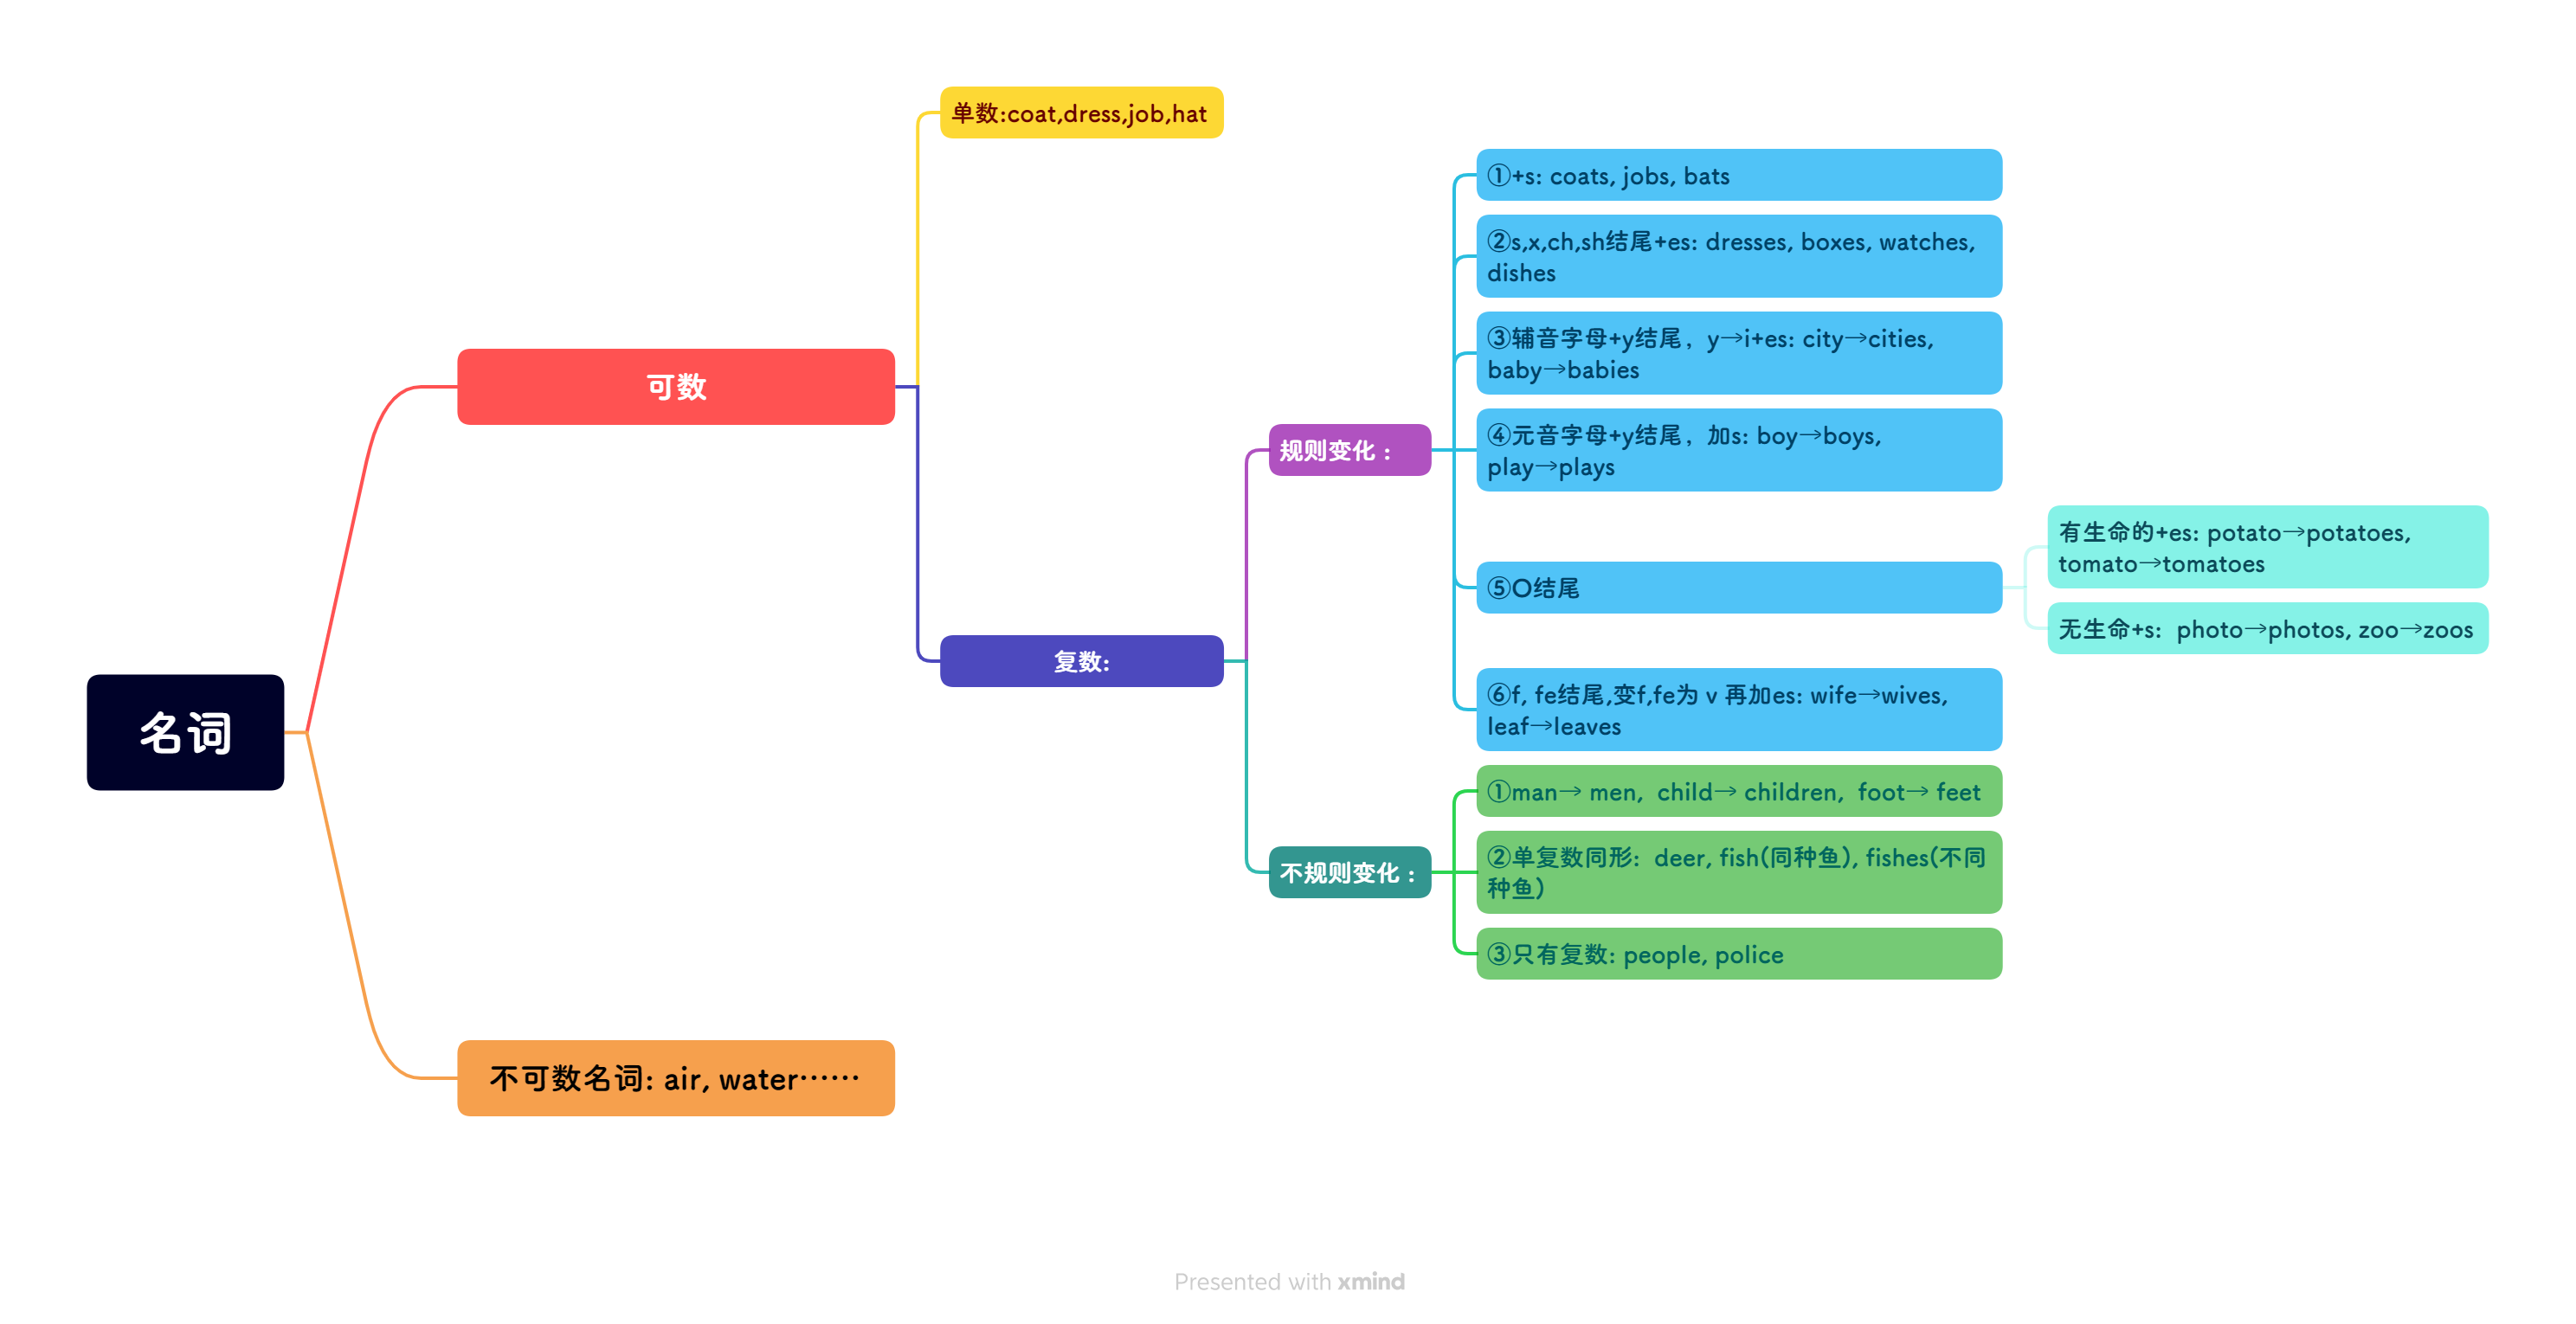 名词
可数
单数:coat,dress,job,hat
复数:
规则变化：
①+s: coats, jobs, bats
②s,x,ch,sh结尾+es: dresses, boxes, watches,
dishes
③辅音字母+y结尾，y→i+es: city→cities,
baby→babies
④元音字母+y结尾，加s: boy→boys,
play→plays
⑤O结尾
有生命的+es: potato→potatoes,
tomato→tomatoes
无生命+s：photo→photos, zoo→zoos
⑥f, fe结尾,变f,fe为 v 再加es: wife→wives,
leaf→leaves
不规则变化：
①man→ men,  child→ children,  foot→ feet
②单复数同形：deer, fish(同种鱼), fishes(不同
种鱼)
③只有复数: people, police
不可数名词: air, water……
Presented with xmind